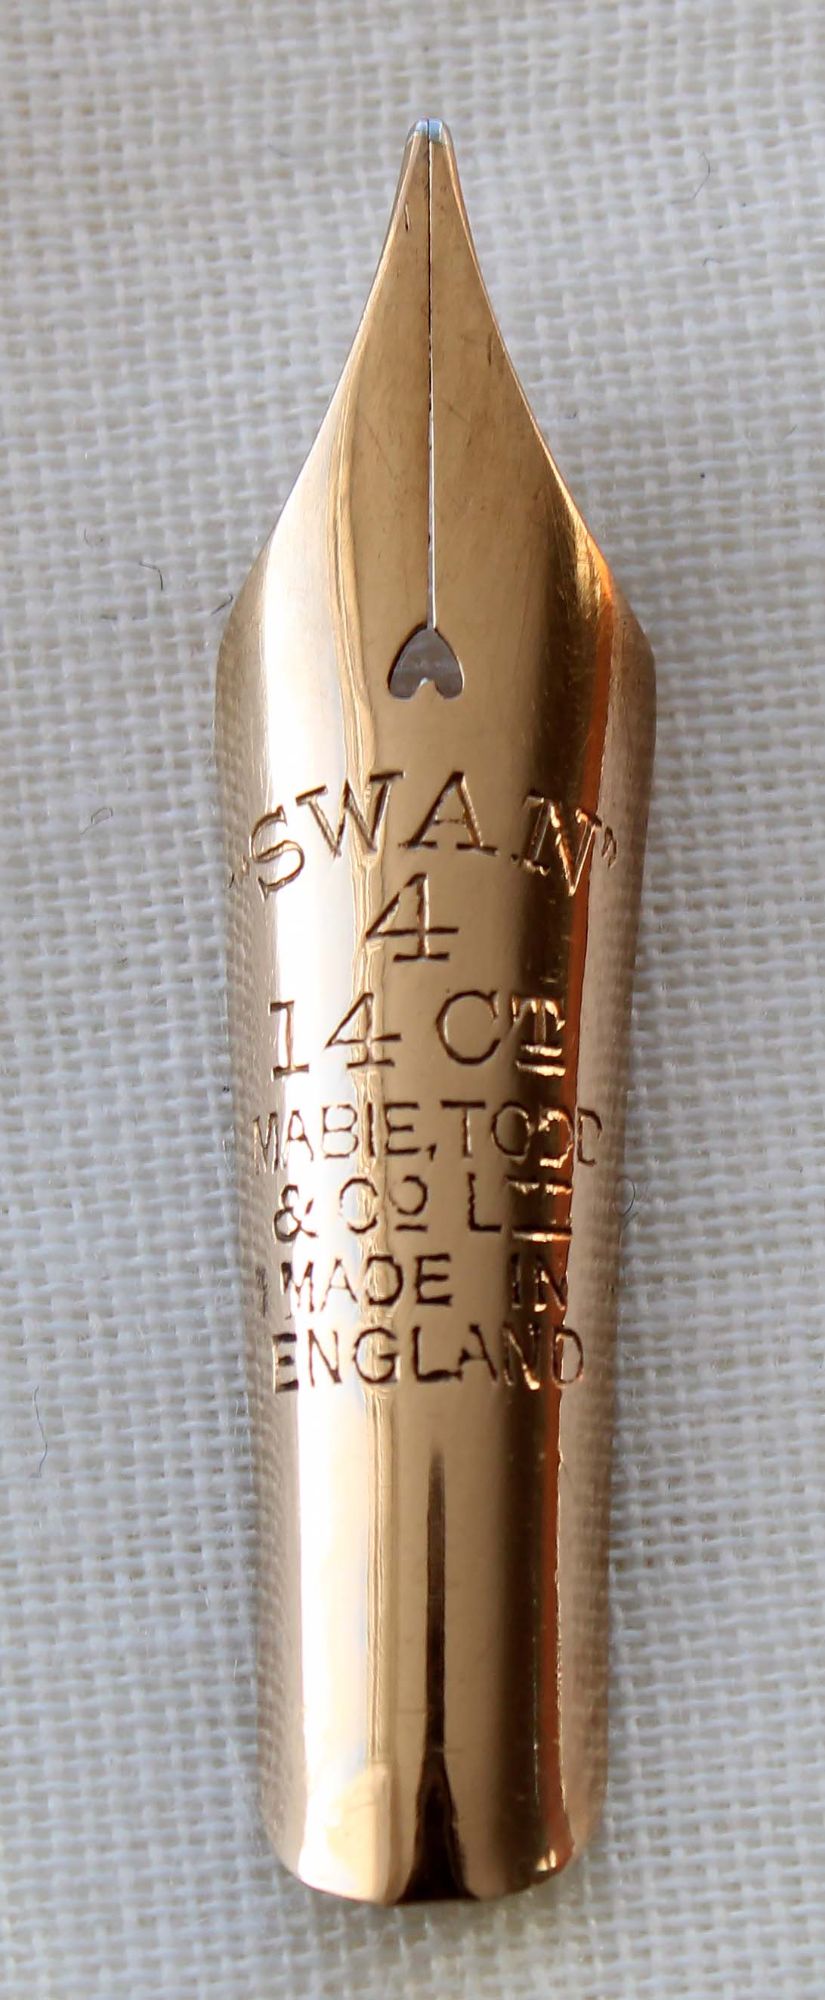 "SWAN"
4
14 CT
MABIE, TODD
& Co LTD
MADE IN
ENGLAND